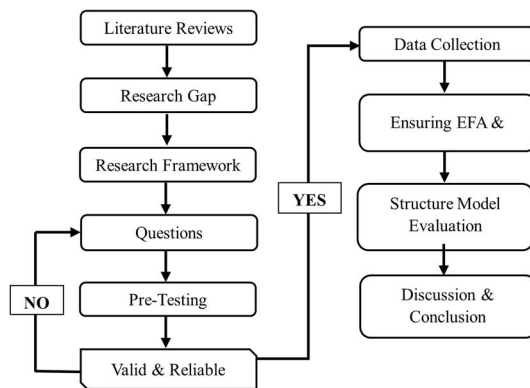 Literature Reviews
Research Gap
Research Framework
Questions
Pre-Testing
Valid & Reliable
NO
YES
Data Collection
Ensuring EFA &
Structure Model
Evaluation
Discussion &
Conclusion